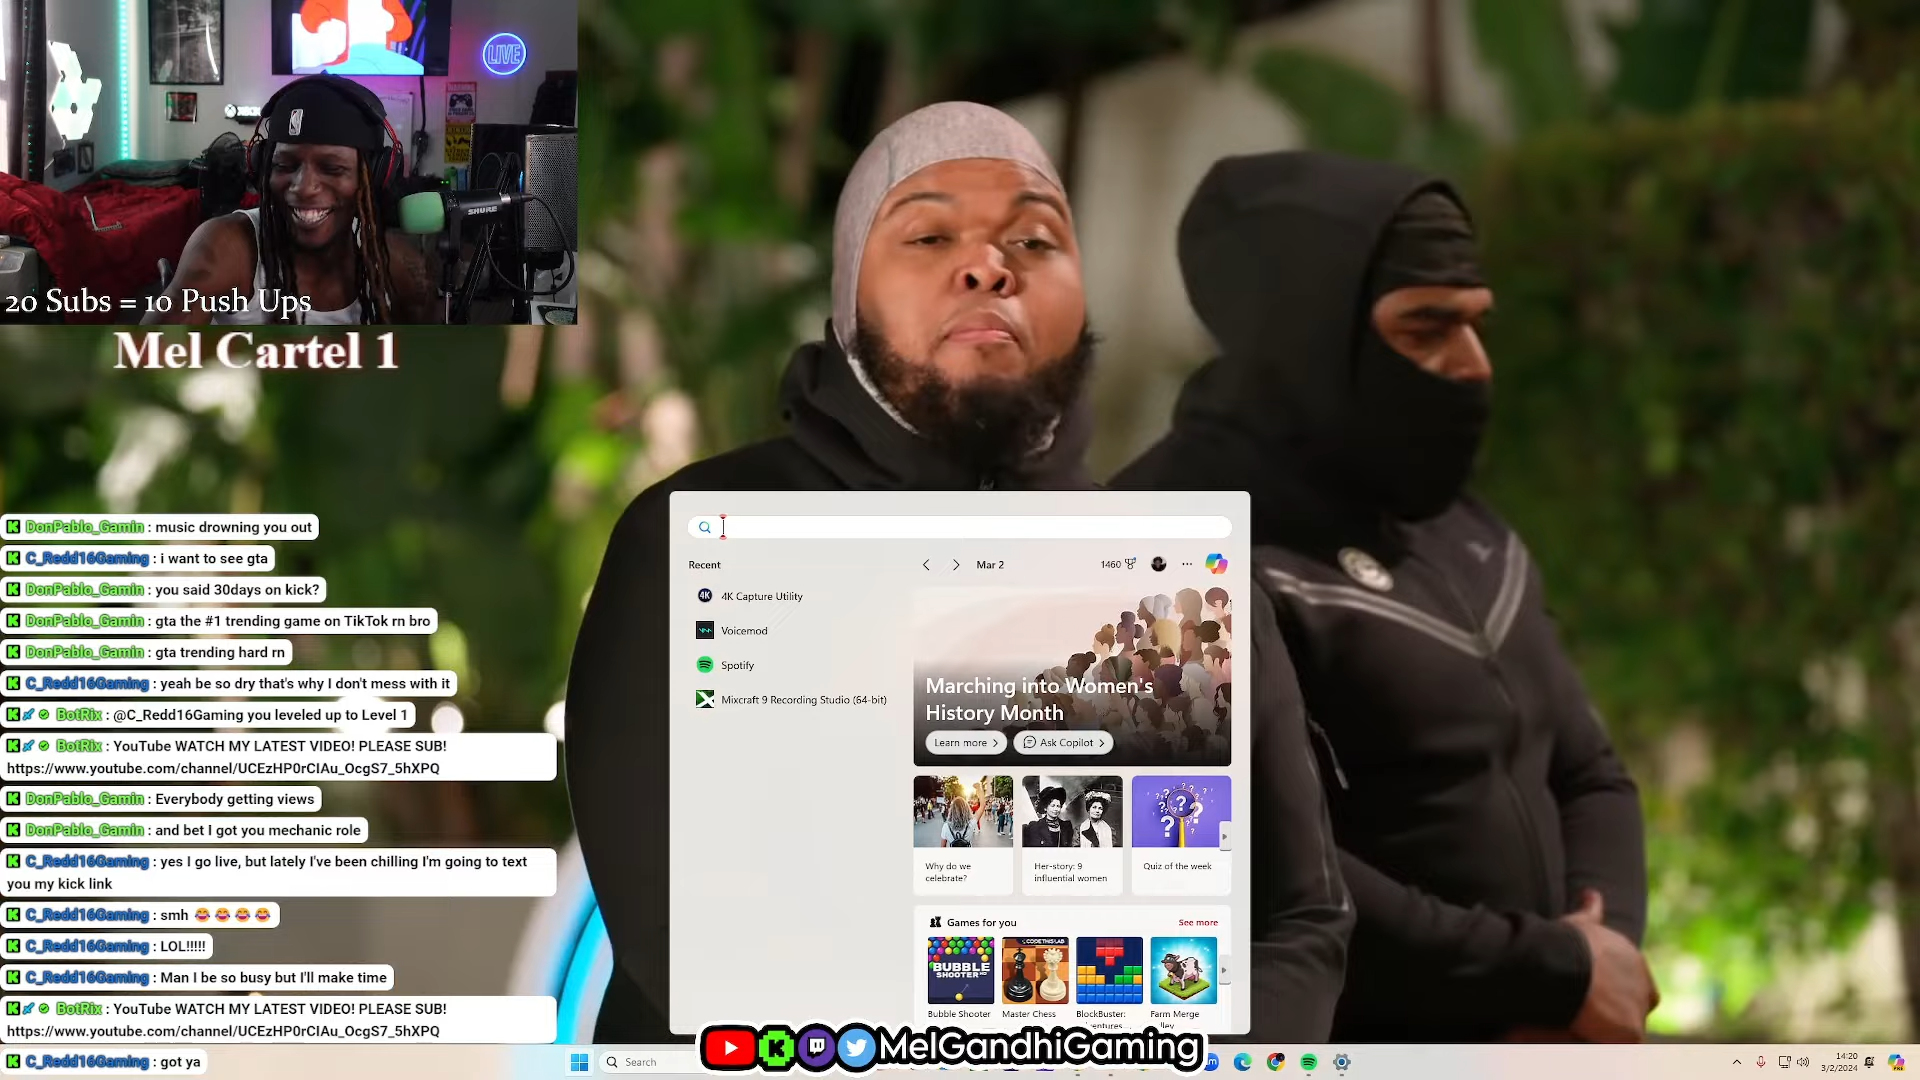 LIVE
SHURE
20 Subs = 10 Push Ups
Mel Cartel 1
DonPablo_Gamin : music drowning you out
C_Redd16Gaming : i want to see gta
DonPablo_Gamin : you said 30days on kick?
DonPablo_Gamin : gta the #1 trending game on TikTok rn bro
DonPablo_Gamin : gta trending hard rn
C_Redd16Gaming : yeah be so dry that's why I don't mess with it
BotRix : @C_Redd16Gaming you leveled up to Level 1
BotRix : YouTube WATCH MY LATEST VIDEO! PLEASE SUB!
https://www.youtube.com/channel/UCEzHP0rCIAu_OcgS7_5hXPQ
DonPablo_Gamin : Everybody getting views
DonPablo_Gamin : and bet I got you mechanic role
C_Redd16Gaming : yes I go live, but lately I've been chilling I'm going to text
you my kick link
C_Redd16Gaming : smh 😂 😂 😂 😂
C_Redd16Gaming : LOL!!!!!
C_Redd16Gaming : Man I be so busy but I'll make time
BotRix : YouTube WATCH MY LATEST VIDEO! PLEASE SUB!
https://www.youtube.com/channel/UCEzHP0rCIAu_OcgS7_5hXPQ
C_Redd16Gaming : got ya
Recent
Mar 2
1460
4K Capture Utility
Voicemod
Spotify
Mixcraft 9 Recording Studio (64-bit)
Marching into Women's
History Month
Learn more
Ask Copilot
Why do we
celebrate?
Her-story: 9
influential women
Quiz of the week
Games for you
See more
BUBBLE
SHOOTER
CODETHISLAB
Bubble Shooter
Master Chess
BlockBuster:
Farm Merge
MelGandhiGaming
Search
14:20
3/2/2024